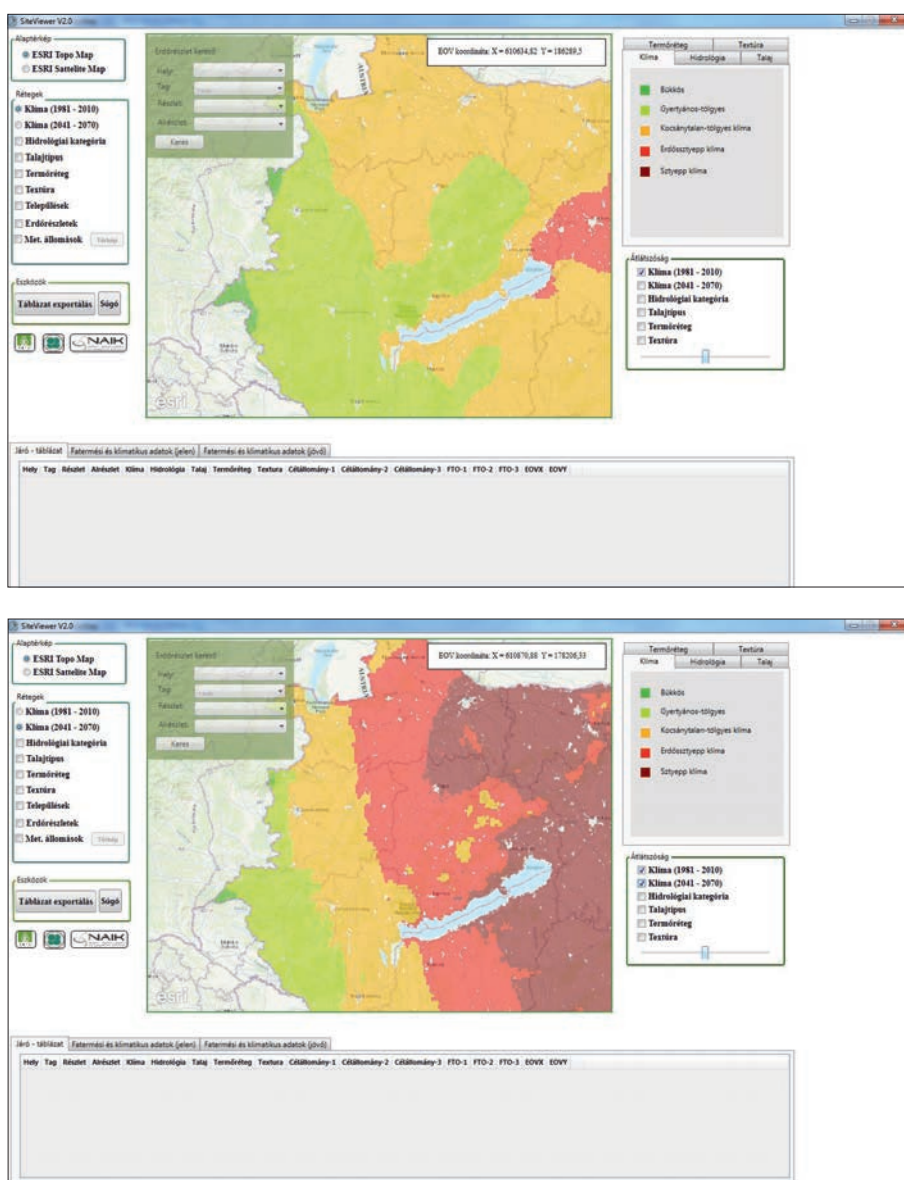 SiteViewer V2.0
Alaptérkép
ESRI Topo Map
ESRI Sattelite Map
Rétegek
Klíma (1981 - 2010)
Klíma (2041 - 2070)
Hidrológiai kategória
Talajtípus
Termőréteg
Textúra
Települések
Erdőrészletek
Met. állomások
Térkép
Eszközök
Táblázat exportálás
Súgó
NAIK
Erdőrészlet kereső
Hely:
Tag:
Részlet:
Alrészlet:
Keres
AUSTRIA
EOV koordináta: X = 610634,82 Y = 186289,5
esri
Termőréteg Textúra
Klíma Hidrológia Talaj
Bükkös
Gyertyános-tölgyes
Kocsánytalan-tölgyes klíma
Erdőssztyepp klíma
Sztyepp klíma
Átlátszóság
Klíma (1981 - 2010)
Klíma (2041 - 2070)
Hidrológiai kategória
Talajtípus
Termőréteg
Textúra
Járó - táblázat Fatermési és klimatikus adatok (jelen) Fatermési és klimatikus adatok (jövő)
Hely Tag Részlet Alrészlet Klíma Hidrológia Talaj Termőréteg Textura Célállomány-1 Célállomány-2 Célállomány-3 FTO-1 FTO-2 FTO-3 EOVX EOVY
SiteViewer V2.0
Alaptérkép
ESRI Topo Map
ESRI Sattelite Map
Rétegek
Klíma (1981 - 2010)
Klíma (2041 - 2070)
Hidrológiai kategória
Talajtípus
Termőréteg
Textúra
Települések
Erdőrészletek
Met. állomások
Térkép
Eszközök
Táblázat exportálás
Súgó
NAIK
Erdőrészlet kereső
Hely:
Tag:
Részlet:
Alrészlet:
Keres
AUSTRIA
EOV koordináta: X = 610870,88 Y = 178206,33
esri
Termőréteg Textúra
Klíma Hidrológia Talaj
Bükkös
Gyertyános-tölgyes
Kocsánytalan-tölgyes klíma
Erdőssztyepp klíma
Sztyepp klíma
Átlátszóság
Klíma (1981 - 2010)
Klíma (2041 - 2070)
Hidrológiai kategória
Talajtípus
Termőréteg
Textúra
Járó - táblázat Fatermési és klimatikus adatok (jelen) Fatermési és klimatikus adatok (jövő)
Hely Tag Részlet Alrészlet Klíma Hidrológia Talaj Termőréteg Textura Célállomány-1 Célállomány-2 Célállomány-3 FTO-1 FTO-2 FTO-3 EOVX EOVY